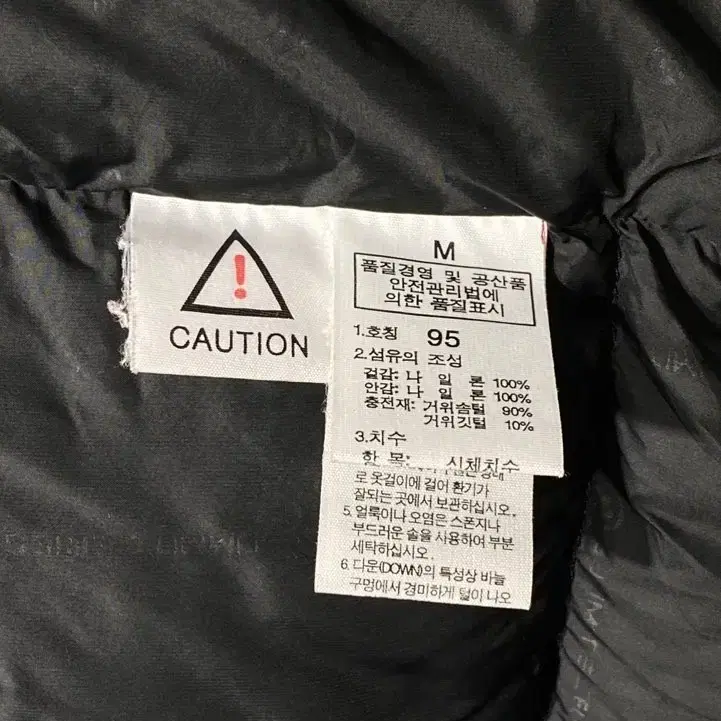 CAUTION
M
품질경영 및 공산품
안전관리법에
의한 품질표시
1.호칭 95
2.섬유의 조성
겉감: 나 일 론 100%
안감: 나 일 론 100%
충전재: 거위솜털 90%
거위깃털 10%
3.치수
항 목: 신체치수
로 옷걸이에 걸어 환기가
잘되는 곳에서 보관하십시오.
5. 얼룩이나 오염은 스폰지나
부드러운 솔을 사용하여 부분
세탁하십시오.
6. 다운(DOWN)의 특성상 바늘
구멍에서 경미하게 털이 나오